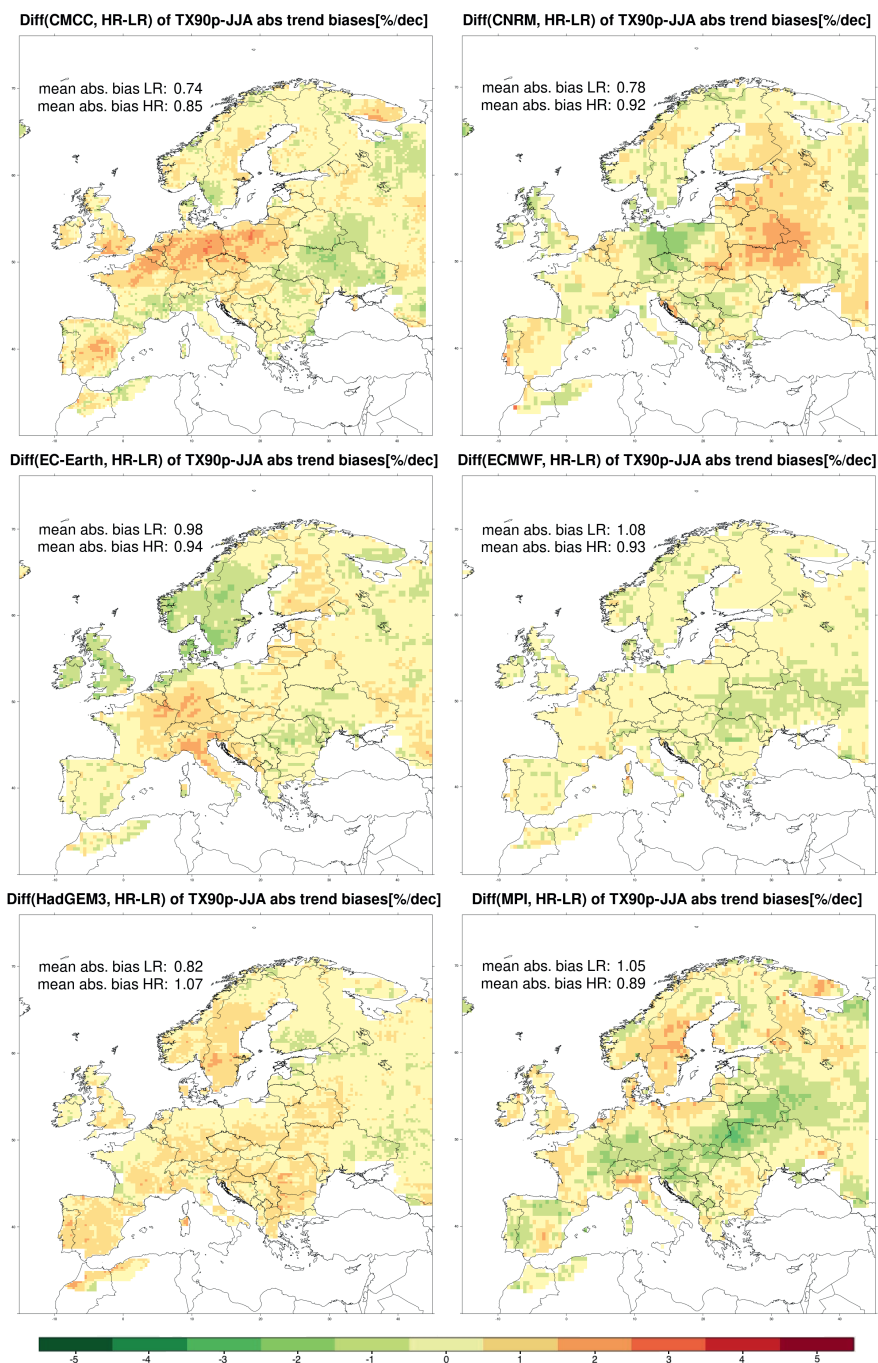 Diff(CMCC, HR-LR) of TX90p-JJA abs trend biases[%/dec]
mean abs. bias LR: 0.74
mean abs. bias HR: 0.85
Diff(CNRM, HR-LR) of TX90p-JJA abs trend biases[%/dec]
mean abs. bias LR: 0.78
mean abs. bias HR: 0.92
Diff(EC-Earth, HR-LR) of TX90p-JJA abs trend biases[%/dec]
mean abs. bias LR: 0.98
mean abs. bias HR: 0.94
Diff(ECMWF, HR-LR) of TX90p-JJA abs trend biases[%/dec]
mean abs. bias LR: 1.08
mean abs. bias HR: 0.93
Diff(HadGEM3, HR-LR) of TX90p-JJA abs trend biases[%/dec]
mean abs. bias LR: 0.82
mean abs. bias HR: 1.07
Diff(MPI, HR-LR) of TX90p-JJA abs trend biases[%/dec]
mean abs. bias LR: 1.05
mean abs. bias HR: 0.89
-5 -4 -3 -2 -1 0 1 2 3 4 5